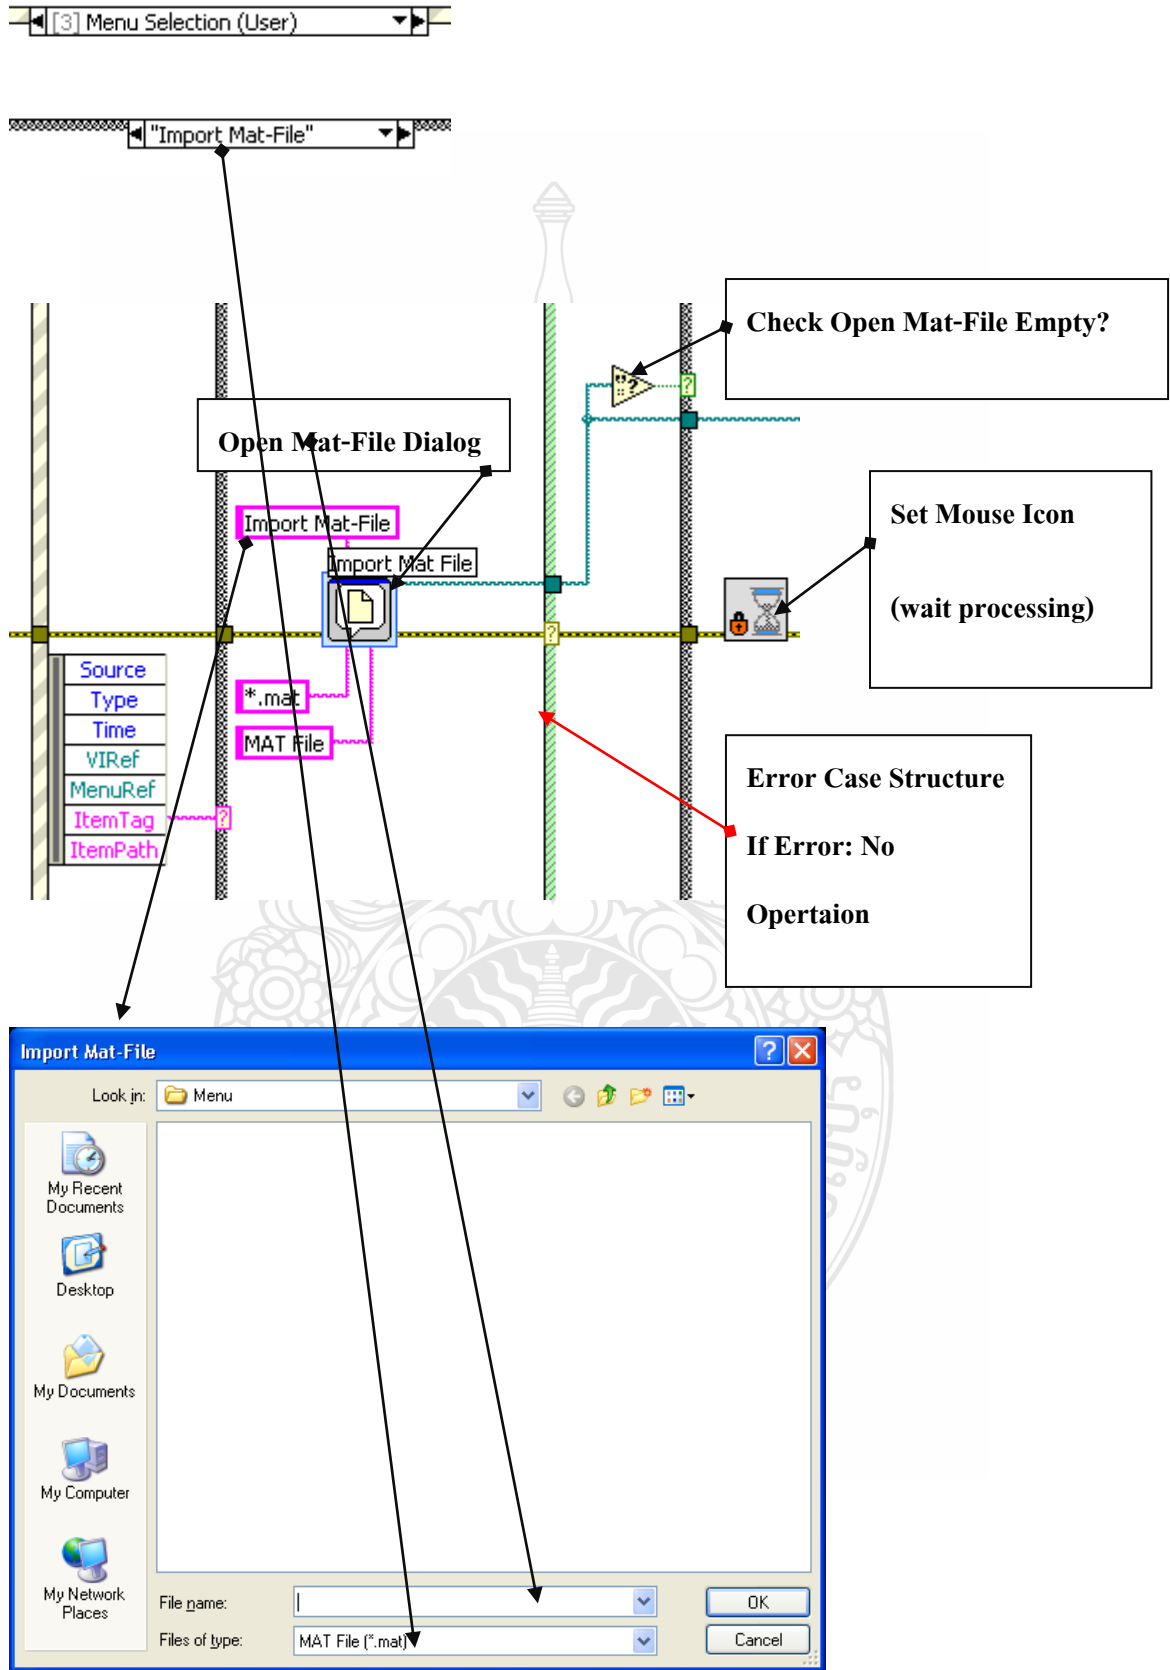 [3] Menu Selection (User)
"Import Mat-File"
Check Open Mat-File Empty?
Open Mat-File Dialog
Set Mouse Icon
(wait processing)
Import Mat-File
Import Mat File
*.mat
MAT File
Source
Type
Time
VIRef
MenuRef
ItemTag
ItemPath
Error Case Structure
If Error: No
Opertaion
Import Mat-File
Look in:
Menu
My Recent
Documents
Desktop
My Documents
My Computer
My Network
Places
File name:
OK
Files of type:
MAT File (*.mat)
Cancel